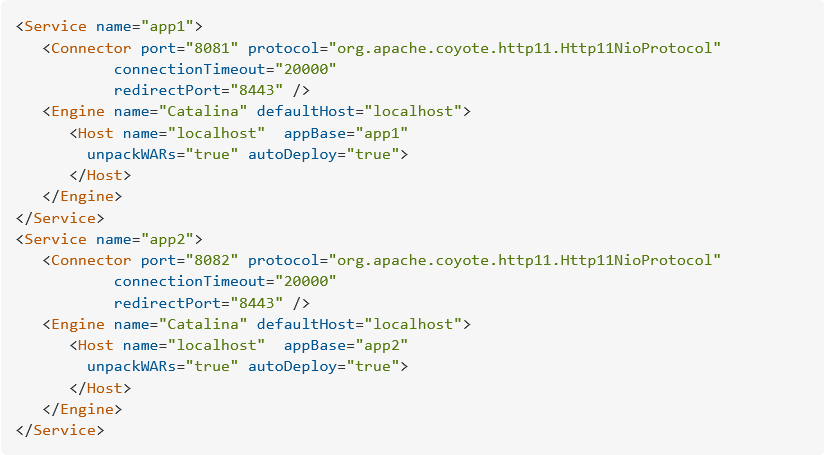 <Service name="app1">
   <Connector port="8081" protocol="org.apache.coyote.http11.Http11NioProtocol"
           connectionTimeout="20000"
           redirectPort="8443" />
   <Engine name="Catalina" defaultHost="localhost">
      <Host name="localhost"  appBase="app1"
        unpackWARs="true" autoDeploy="true">
      </Host>
   </Engine>
</Service>
<Service name="app2">
   <Connector port="8082" protocol="org.apache.coyote.http11.Http11NioProtocol"
           connectionTimeout="20000"
           redirectPort="8443" />
   <Engine name="Catalina" defaultHost="localhost">
      <Host name="localhost"  appBase="app2"
        unpackWARs="true" autoDeploy="true">
      </Host>
   </Engine>
</Service>